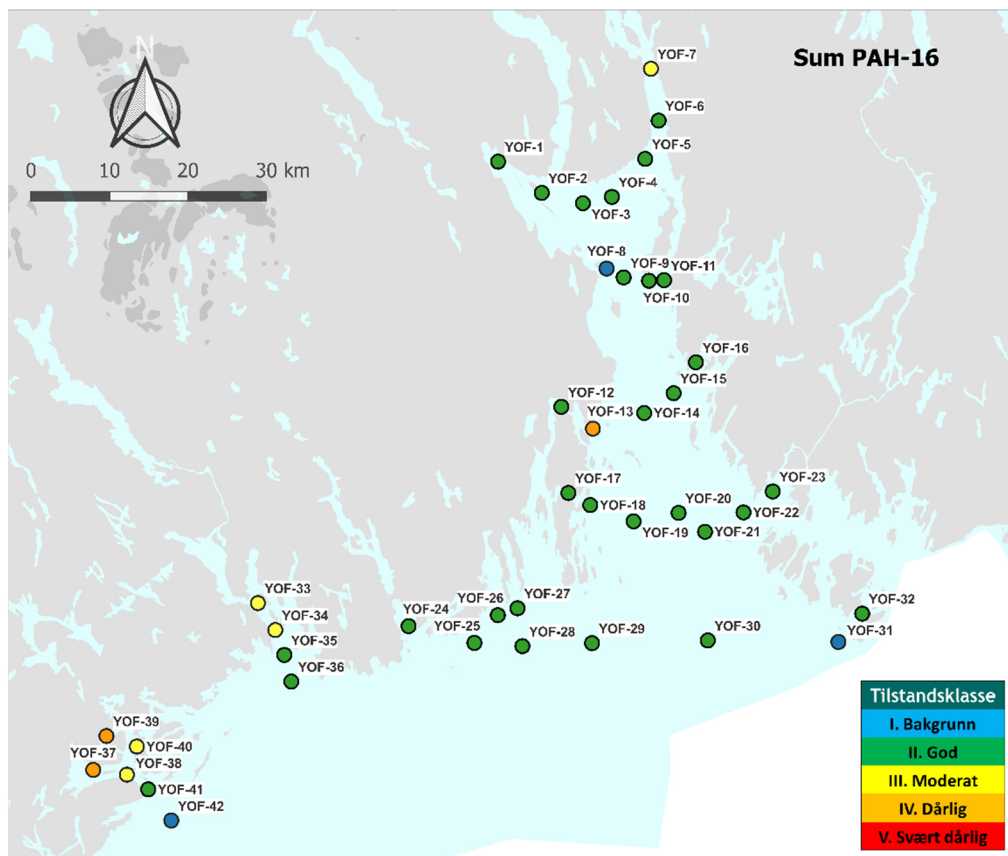 N
Sum PAH-16
YOF-7
YOF-6
YOF-1
YOF-5
0 10 20 30 km
YOF-2
YOF-4
YOF-3
YOF-8
YOF-9
YOF-11
YOF-10
YOF-16
YOF-15
YOF-12
YOF-13
YOF-14
YOF-17
YOF-23
YOF-18
YOF-20
YOF-22
YOF-19
YOF-21
YOF-33
YOF-24
YOF-26
YOF-27
YOF-32
YOF-34
YOF-25
YOF-28
YOF-29
YOF-30
YOF-31
YOF-35
YOF-36
YOF-39
YOF-40
YOF-37
YOF-38
YOF-41
YOF-42
Tilstandsklasse
I. Bakgrunn
II. God
III. Moderat
IV. Dårlig
V. Svært dårlig